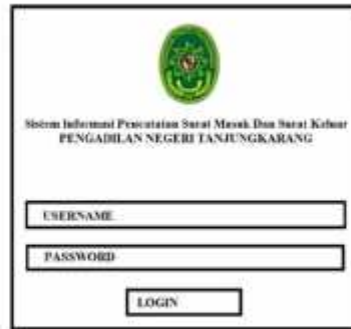 Sistem Informasi Pencatatan Surat Masuk Dan Surat Keluar
PENGADILAN NEGERI TANJUNGKARANG
USERNAME
PASSWORD
LOGIN